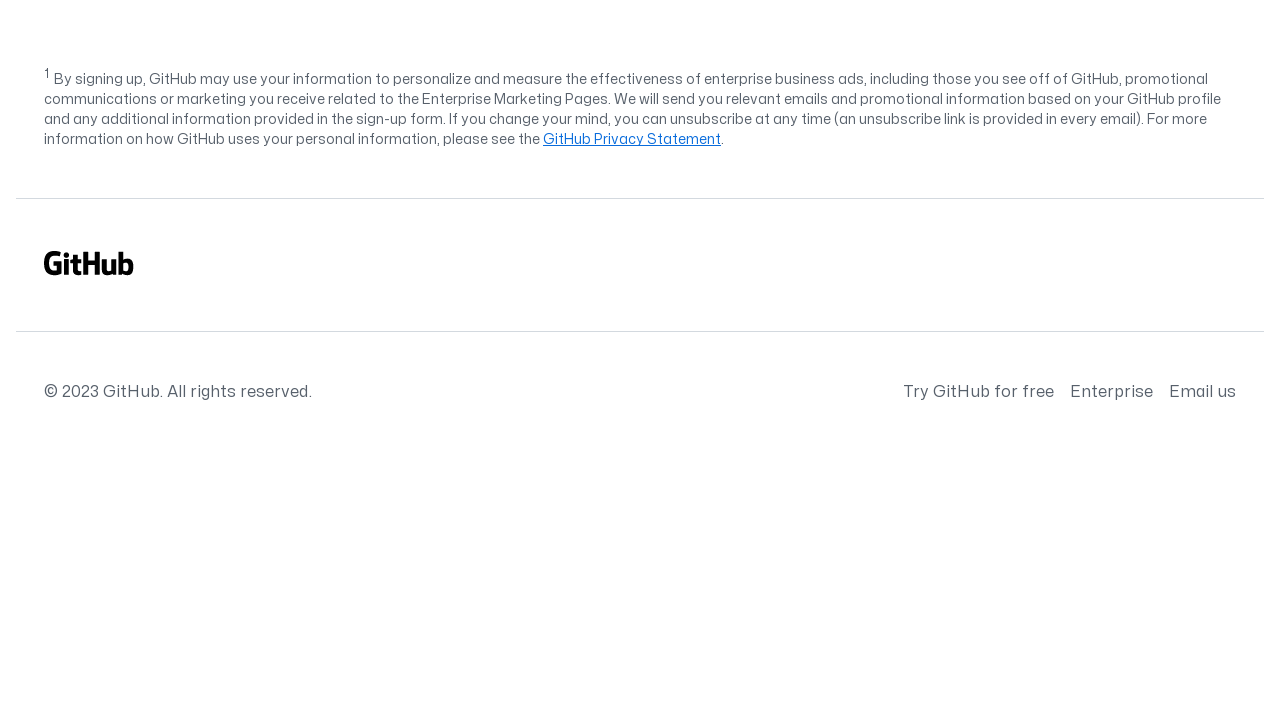 1 By signing up, GitHub may use your information to personalize and measure the effectiveness of enterprise business ads, including those you see off of GitHub, promotional
communications or marketing you receive related to the Enterprise Marketing Pages. We will send you relevant emails and promotional information based on your GitHub profile
and any additional information provided in the sign-up form. If you change your mind, you can unsubscribe at any time (an unsubscribe link is provided in every email). For more
information on how GitHub uses your personal information, please see the GitHub Privacy Statement.
GitHub
© 2023 GitHub. All rights reserved.
Try GitHub for free Enterprise Email us